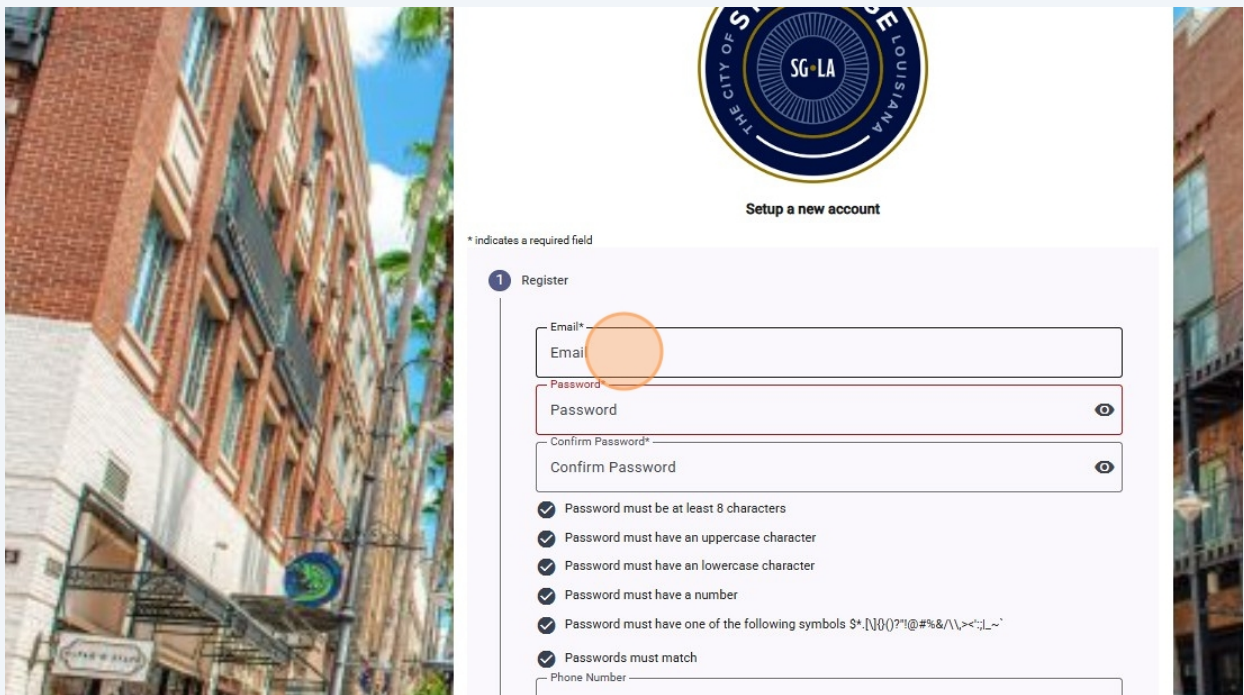 THE CITY OF ST
SE LOUISIANA
SG•LA
Setup a new account
* indicates a required field
1 Register
Email*
Email
Password*
Password
Confirm Password*
Confirm Password
Password must be at least 8 characters
Password must have an uppercase character
Password must have an lowercase character
Password must have a number
Password must have one of the following symbols $*.[\]{}()?"!@#%&/\\,><':;|_~`
Passwords must match
Phone Number